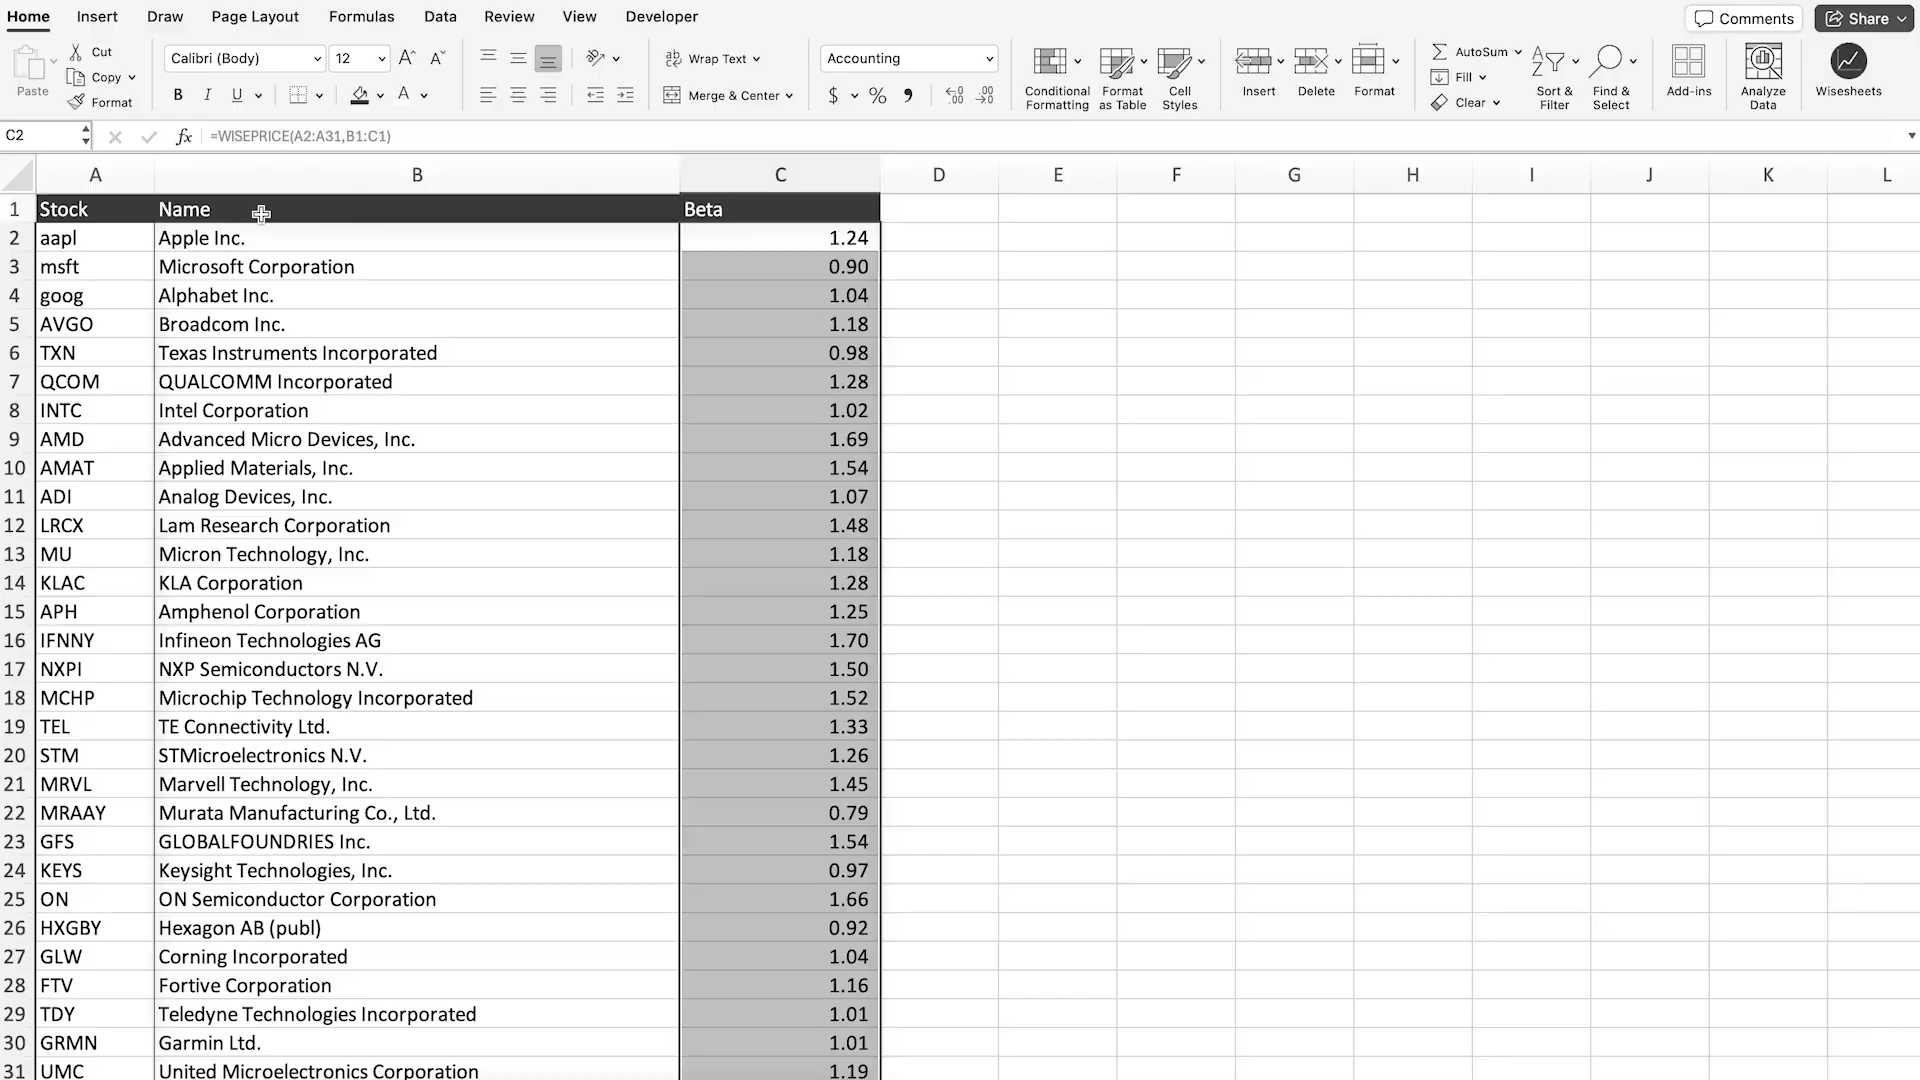 Home Insert Draw Page Layout Formulas Data Review View Developer Comments Share
Paste Cut Copy Format
Calibri (Body) 12
B I U
A A A
Wrap Text
Merge & Center
Accounting
$ % 9
Conditional Formatting
Format as Table
Cell Styles
Insert Delete Format
AutoSum
Fill
Clear
Sort & Filter
Find & Select
Add-ins
Analyze Data
Wisesheets
C2 fx =WISEPRICE(A2:A31,B1:C1)
A B C D E F G H I J K L
1 Stock Name Beta
2 aapl Apple Inc. 1.24
3 msft Microsoft Corporation 0.90
4 goog Alphabet Inc. 1.04
5 AVGO Broadcom Inc. 1.18
6 TXN Texas Instruments Incorporated 0.98
7 QCOM QUALCOMM Incorporated 1.28
8 INTC Intel Corporation 1.02
9 AMD Advanced Micro Devices, Inc. 1.69
10 AMAT Applied Materials, Inc. 1.54
11 ADI Analog Devices, Inc. 1.07
12 LRCX Lam Research Corporation 1.48
13 MU Micron Technology, Inc. 1.18
14 KLAC KLA Corporation 1.28
15 APH Amphenol Corporation 1.25
16 IFNNY Infineon Technologies AG 1.70
17 NXPI NXP Semiconductors N.V. 1.50
18 MCHP Microchip Technology Incorporated 1.52
19 TEL TE Connectivity Ltd. 1.33
20 STM STMicroelectronics N.V. 1.26
21 MRVL Marvell Technology, Inc. 1.45
22 MRAAY Murata Manufacturing Co., Ltd. 0.79
23 GFS GLOBALFOUNDRIES Inc. 1.54
24 KEYS Keysight Technologies, Inc. 0.97
25 ON ON Semiconductor Corporation 1.66
26 HXGBY Hexagon AB (publ) 0.92
27 GLW Corning Incorporated 1.04
28 FTV Fortive Corporation 1.16
29 TDY Teledyne Technologies Incorporated 1.01
30 GRMN Garmin Ltd. 1.01
31 UMC United Microelectronics Corporation 1.19